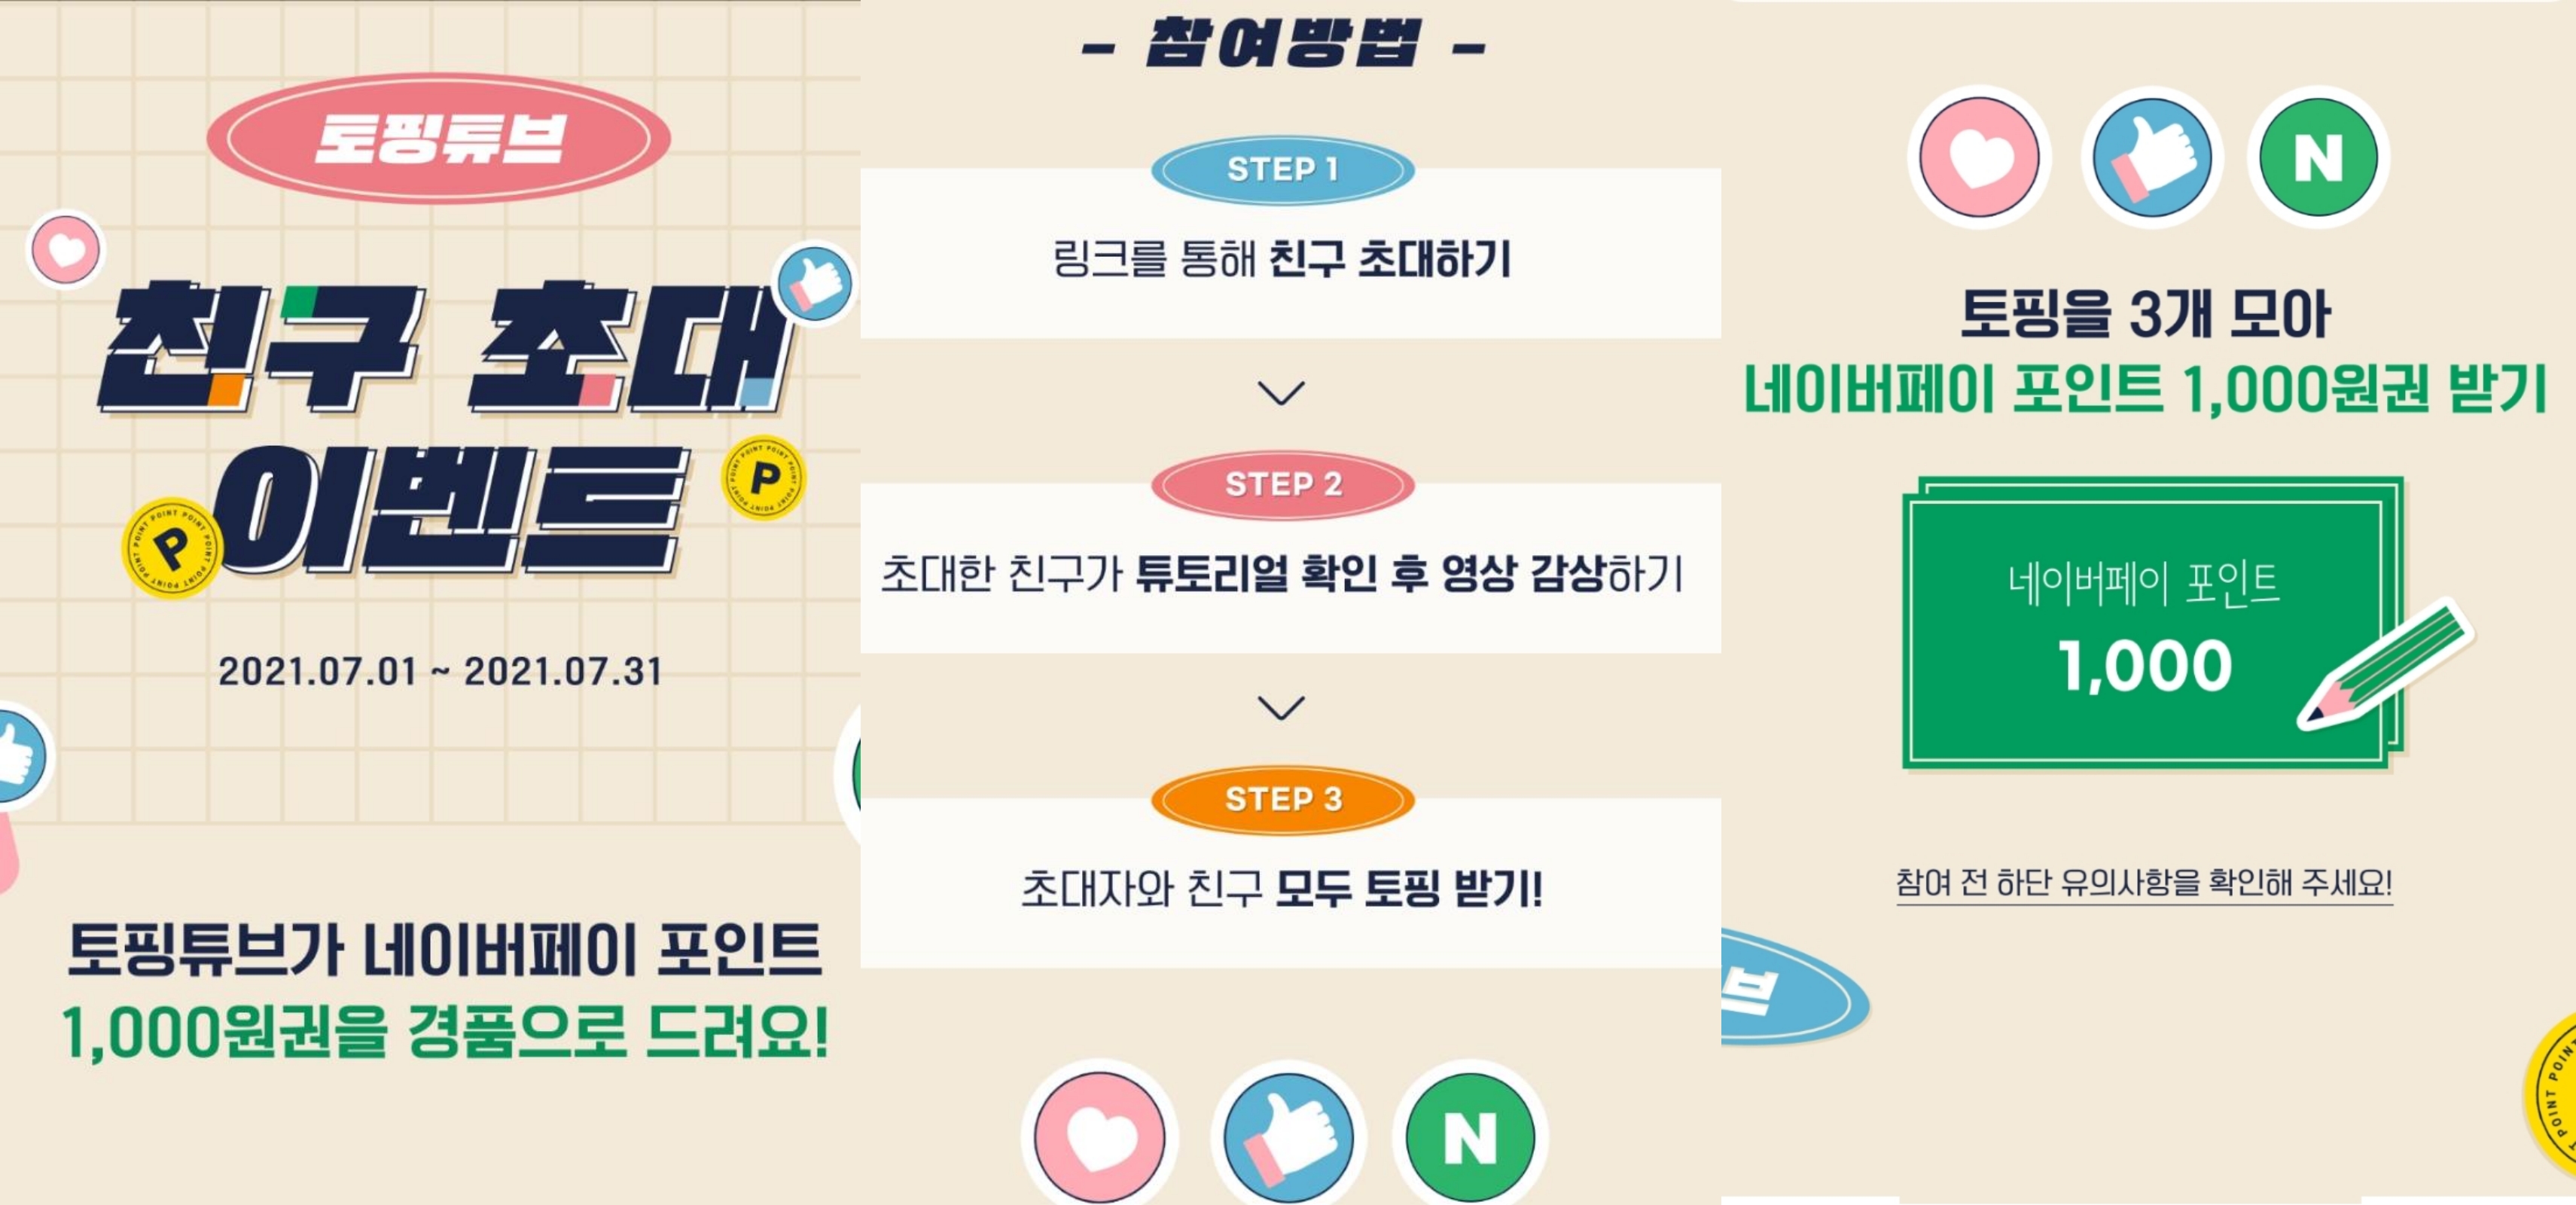 토핑튜브
친구 초대
이벤트
P
P
2021.07.01 ~ 2021.07.31
토핑튜브가 네이버페이 포인트
1,000원권을 경품으로 드려요!
- 참여방법 -
STEP 1
링크를 통해 친구 초대하기
STEP 2
초대한 친구가 튜토리얼 확인 후 영상 감상하기
STEP 3
초대자와 친구 모두 토핑 받기!
N
N
토핑을 3개 모아
네이버페이 포인트 1,000원권 받기
네이버페이 포인트
1,000
참여 전 하단 유의사항을 확인해 주세요!
브
POINT POINT